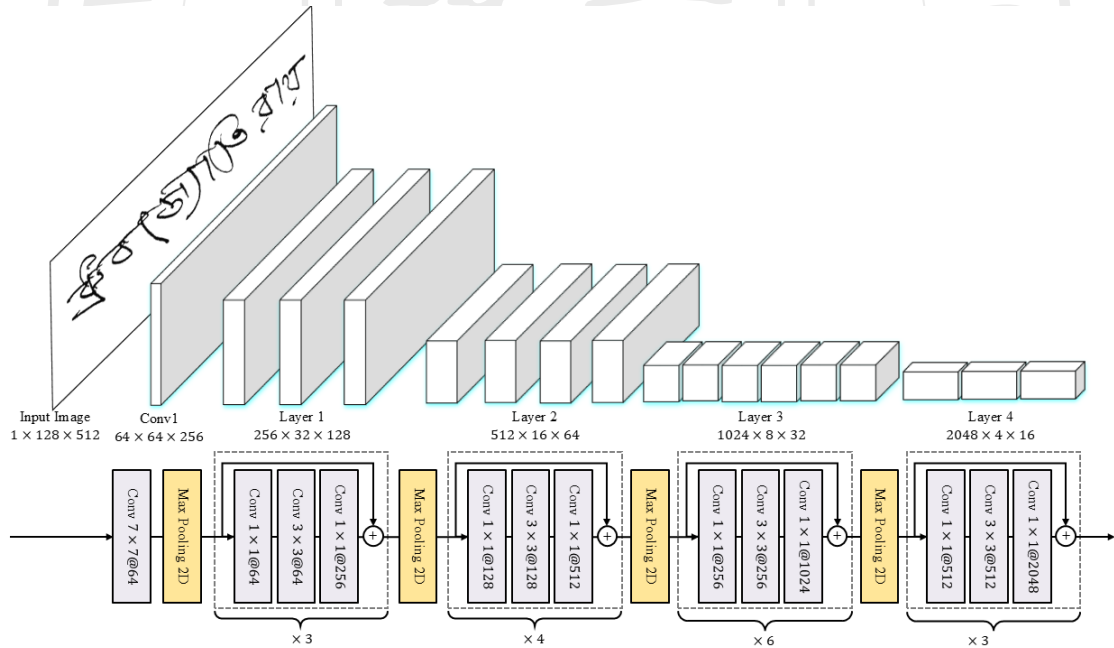 Input Image
1 × 128 × 512
Conv1
64 × 64 × 256
Layer 1
256 × 32 × 128
Layer 2
512 × 16 × 64
Layer 3
1024 × 8 × 32
Layer 4
2048 × 4 × 16
Conv 7 × 7@64
Max Pooling 2D
Conv 1 × 1@64
Conv 3 × 3@64
Conv 1 × 1@256
+
× 3
Max Pooling 2D
Conv 1 × 1@128
Conv 3 × 3@128
Conv 1 × 1@512
+
× 4
Max Pooling 2D
Conv 1 × 1@256
Conv 3 × 3@256
Conv 1 × 1@1024
+
× 6
Max Pooling 2D
Conv 1 × 1@512
Conv 3 × 3@512
Conv 1 × 1@2048
+
× 3